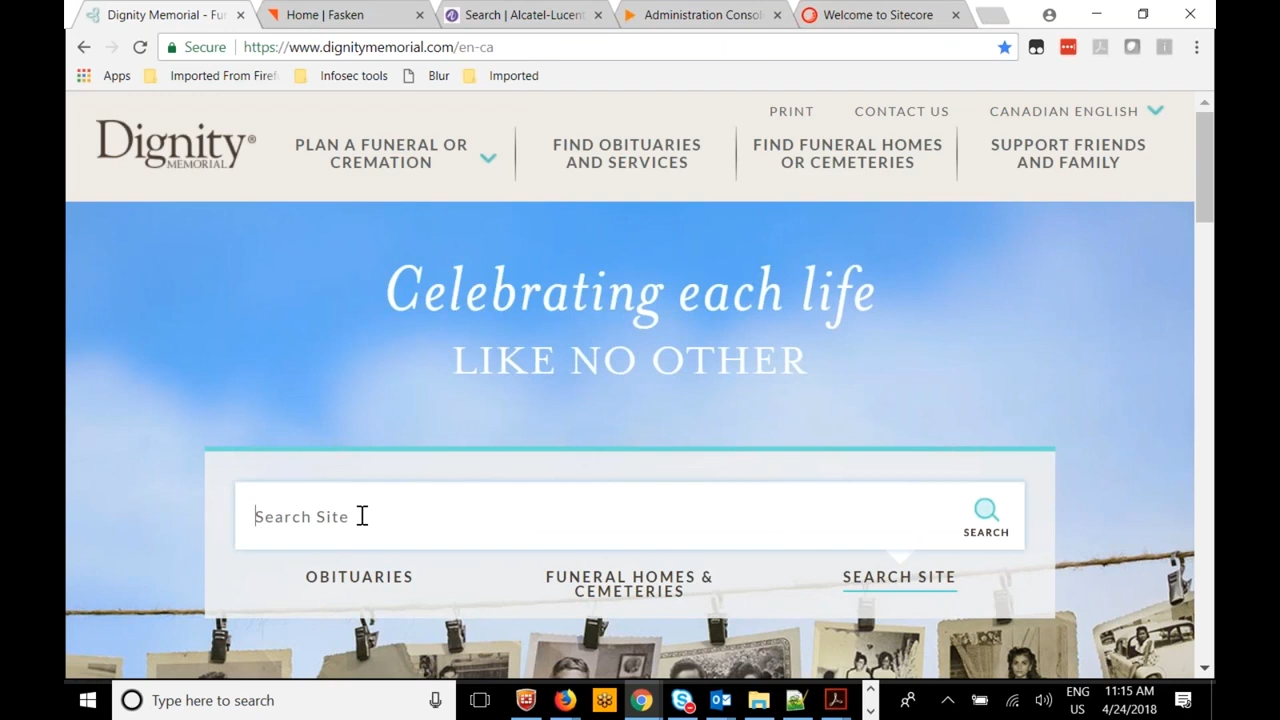 Dignity Memorial - Fu
Home | Fasken
Search | Alcatel-Lucent
Administration Consol
Welcome to Sitecore
Secure
https://www.dignitymemorial.com/en-ca
Apps
Imported From Firef
Infosec tools
Blur
Imported
PRINT
CONTACT US
CANADIAN ENGLISH
Dignity®
MEMORIAL
PLAN A FUNERAL OR
CREMATION
FIND OBITUARIES
AND SERVICES
FIND FUNERAL HOMES
OR CEMETERIES
SUPPORT FRIENDS
AND FAMILY
Celebrating each life
LIKE NO OTHER
Search Site
SEARCH
OBITUARIES
FUNERAL HOMES &
CEMETERIES
SEARCH SITE
Type here to search
ENG
US
11:15 AM
4/24/2018